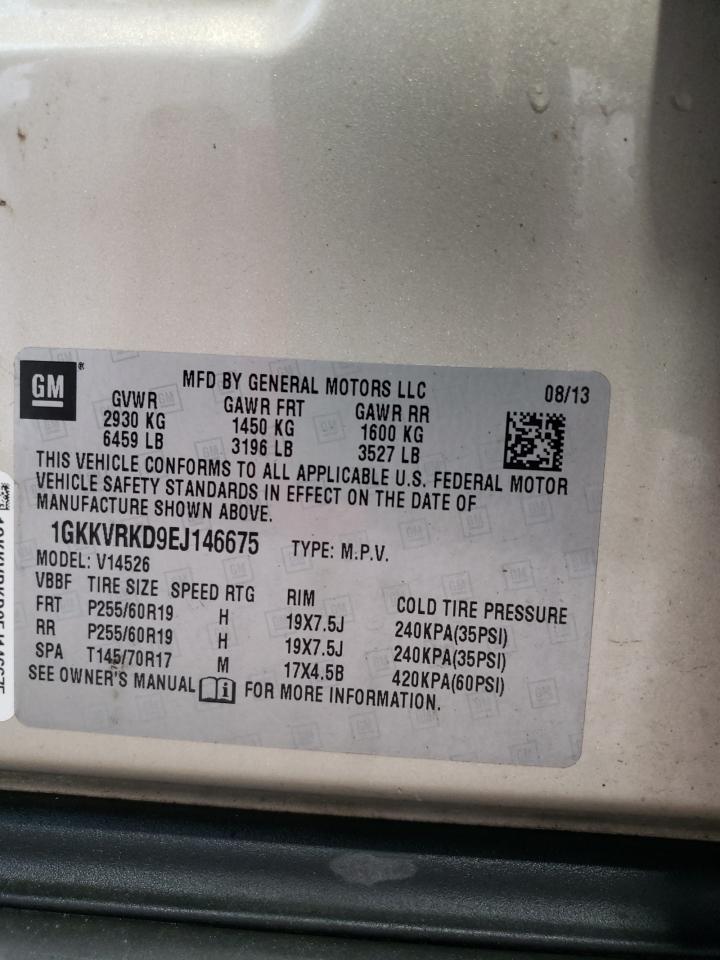 GM ®
MFD BY GENERAL MOTORS LLC 08/13
GVWR GAWR FRT GAWR RR
2930 KG 1450 KG 1600 KG
6459 LB 3196 LB 3527 LB
THIS VEHICLE CONFORMS TO ALL APPLICABLE U.S. FEDERAL MOTOR
VEHICLE SAFETY STANDARDS IN EFFECT ON THE DATE OF
MANUFACTURE SHOWN ABOVE.
1GKKVRKD9EJ146675 TYPE: M.P.V.
MODEL: V14526
VBBF TIRE SIZE SPEED RTG RIM COLD TIRE PRESSURE
FRT P255/60R19 H 19X7.5J 240KPA(35PSI)
RR P255/60R19 H 19X7.5J 240KPA(35PSI)
SPA T145/70R17 M 17X4.5B 420KPA(60PSI)
SEE OWNER'S MANUAL i FOR MORE INFORMATION.